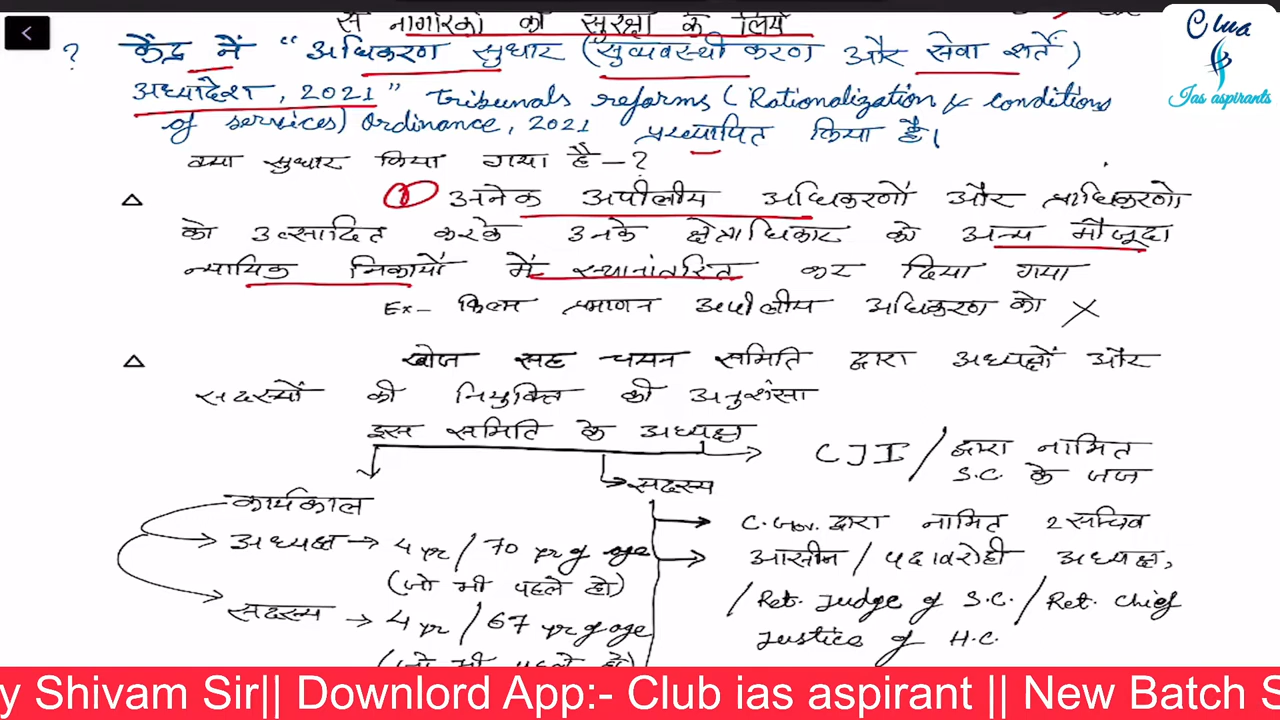 से नागरिकों की सुरक्षा के लिये
Clua
Ias aspirants
? केंद्र नें "अधिकरण सुधार (सुव्यवस्थीकरण और सेवा शर्तें)
अध्यादेश, 2021" Tribunals reforms (Rationalization & conditions
of services) Ordinance, 2021 प्रख्यापित किया है।
क्या सुधार किया गया है -?
△ ① अनेक अपीलीय अधिकरणों और प्राधिकरणो
को उत्सादित करके उनके क्षेत्राधिकार को अन्य मौजूदा
न्यायिक निकायों में स्थानांतरित कर दिया गया
Ex- फिल्म प्रमाणन अपीलीय अधिकरण को X
△ खोज सह चयन समिति द्वारा अध्यक्षों और
सदस्यों की नियुक्ति की अनुशंसा
इस समिति के अध्यक्ष
CJI / द्वारा नामित
S.C. के जज
सदस्य
कार्यकाल
C. Gov. द्वारा नामित 2 सचिव
अध्यक्ष → 4 yr / 70 yr of age
आसीन / पदावरोही अध्यक्ष,
(जो भी पहले हो)
/ Ret. Judge of S.C. / Ret. Chief
सदस्य → 4 yr / 67 yr of age
Justice of H.C.
(जो भी पहले हो)
y Shivam Sir|| Downlord App:- Club ias aspirant || New Batch S